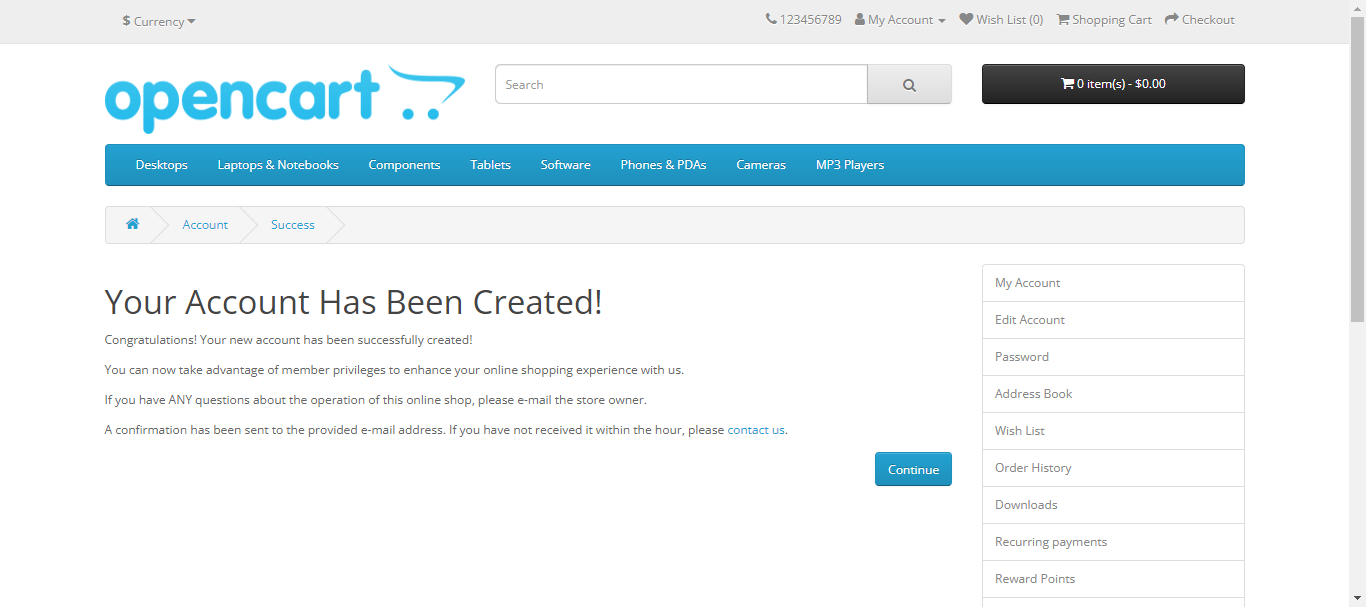 $ Currency
123456789 My Account Wish List (0) Shopping Cart Checkout
opencart
Search
0 item(s) - $0.00
Desktops Laptops & Notebooks Components Tablets Software Phones & PDAs Cameras MP3 Players
Account Success
Your Account Has Been Created!
Congratulations! Your new account has been successfully created!
You can now take advantage of member privileges to enhance your online shopping experience with us.
If you have ANY questions about the operation of this online shop, please e-mail the store owner.
A confirmation has been sent to the provided e-mail address. If you have not received it within the hour, please contact us.
Continue
My Account
Edit Account
Password
Address Book
Wish List
Order History
Downloads
Recurring payments
Reward Points